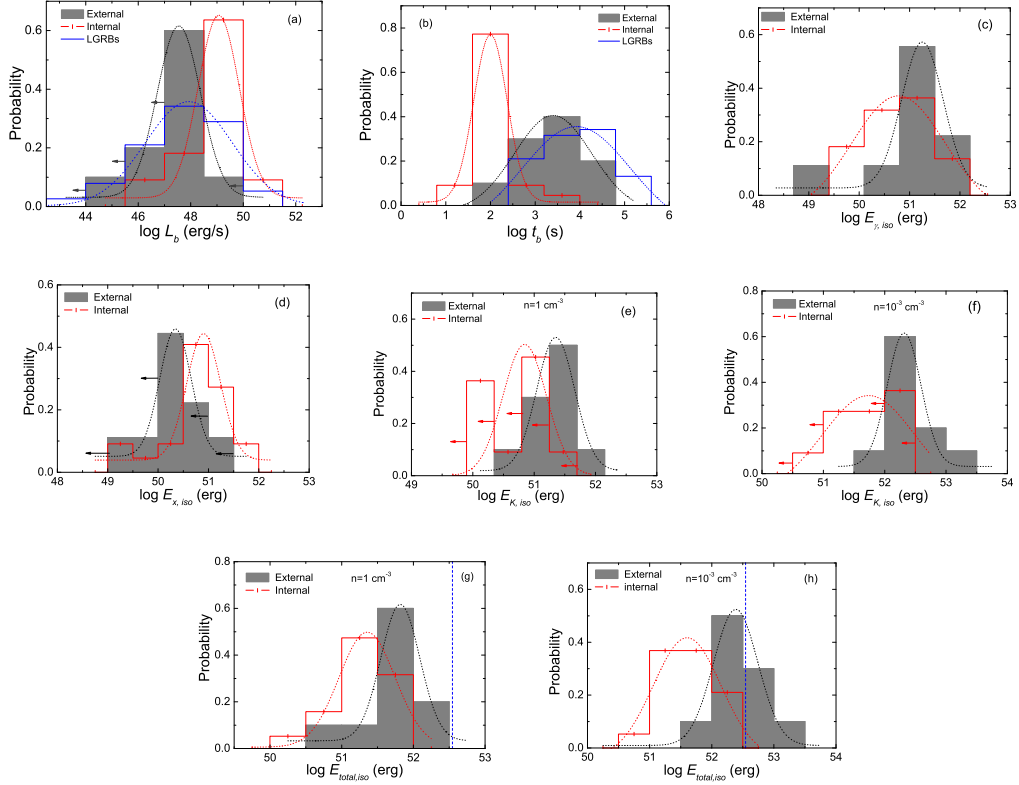 (a)
External
Internal
LGRBs
Probability
0.6
0.4
0.2
0.0
44 46 48 50 52
log L_b (erg/s)
(b)
External
Internal
LGRBs
Probability
0.8
0.6
0.4
0.2
0.0
0 1 2 3 4 5 6
log t_b (s)
(c)
External
Internal
Probability
0.6
0.4
0.2
0.0
48 49 50 51 52 53
log E_γ, iso (erg)
(d)
External
Internal
Probability
0.6
0.4
0.2
0.0
48 49 50 51 52 53
log E_x, iso (erg)
(e)
External n=1 cm⁻³
Internal
Probability
0.6
0.4
0.2
0.0
50 51 52 53
log E_K, iso (erg)
(f)
External n=10⁻³ cm⁻³
Internal
Probability
0.8
0.6
0.4
0.2
0.0
50 51 52 53 54
log E_K, iso (erg)
(g)
External n=1 cm⁻³
Internal
Probability
0.8
0.6
0.4
0.2
0.0
50 51 52 53
log E_total,iso (erg)
(h)
External n=10⁻³ cm⁻³
internal
Probability
0.6
0.4
0.2
0.0
50 51 52 53 54
log E_total,iso (erg)